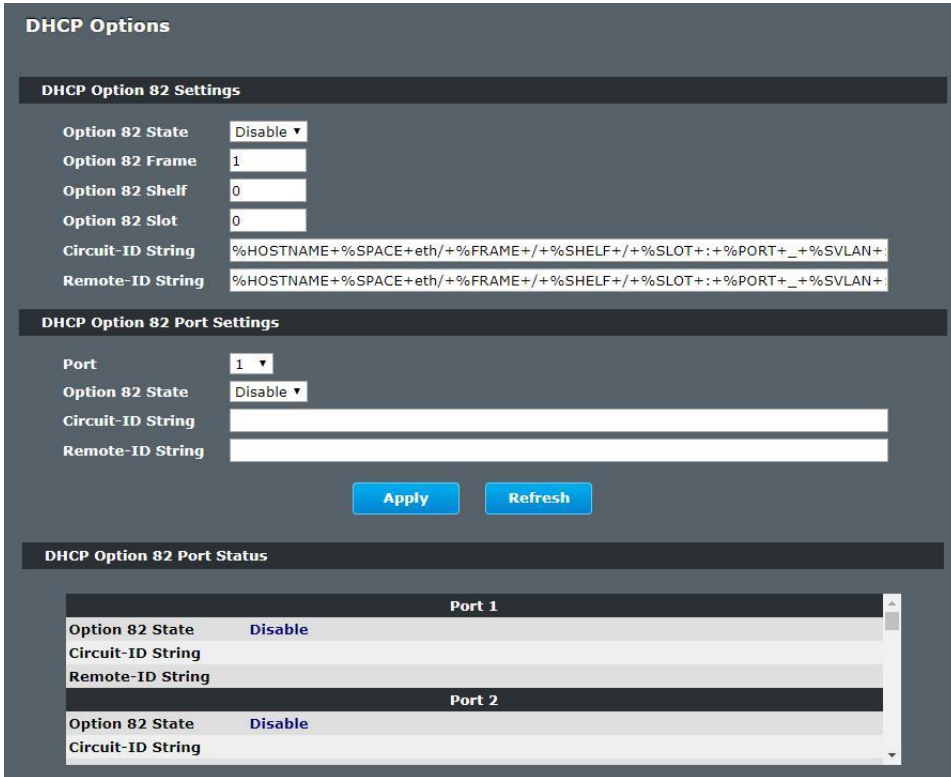 DHCP Options
DHCP Option 82 Settings
Option 82 State Disable
Option 82 Frame 1
Option 82 Shelf 0
Option 82 Slot 0
Circuit-ID String %HOSTNAME+%SPACE+eth/+%FRAME+/+%SHELF+/+%SLOT+:+%PORT+_+%SVLAN+:
Remote-ID String %HOSTNAME+%SPACE+eth/+%FRAME+/+%SHELF+/+%SLOT+:+%PORT+_+%SVLAN+:
DHCP Option 82 Port Settings
Port 1
Option 82 State Disable
Circuit-ID String
Remote-ID String
Apply Refresh
DHCP Option 82 Port Status
Port 1
Option 82 State Disable
Circuit-ID String
Remote-ID String
Port 2
Option 82 State Disable
Circuit-ID String